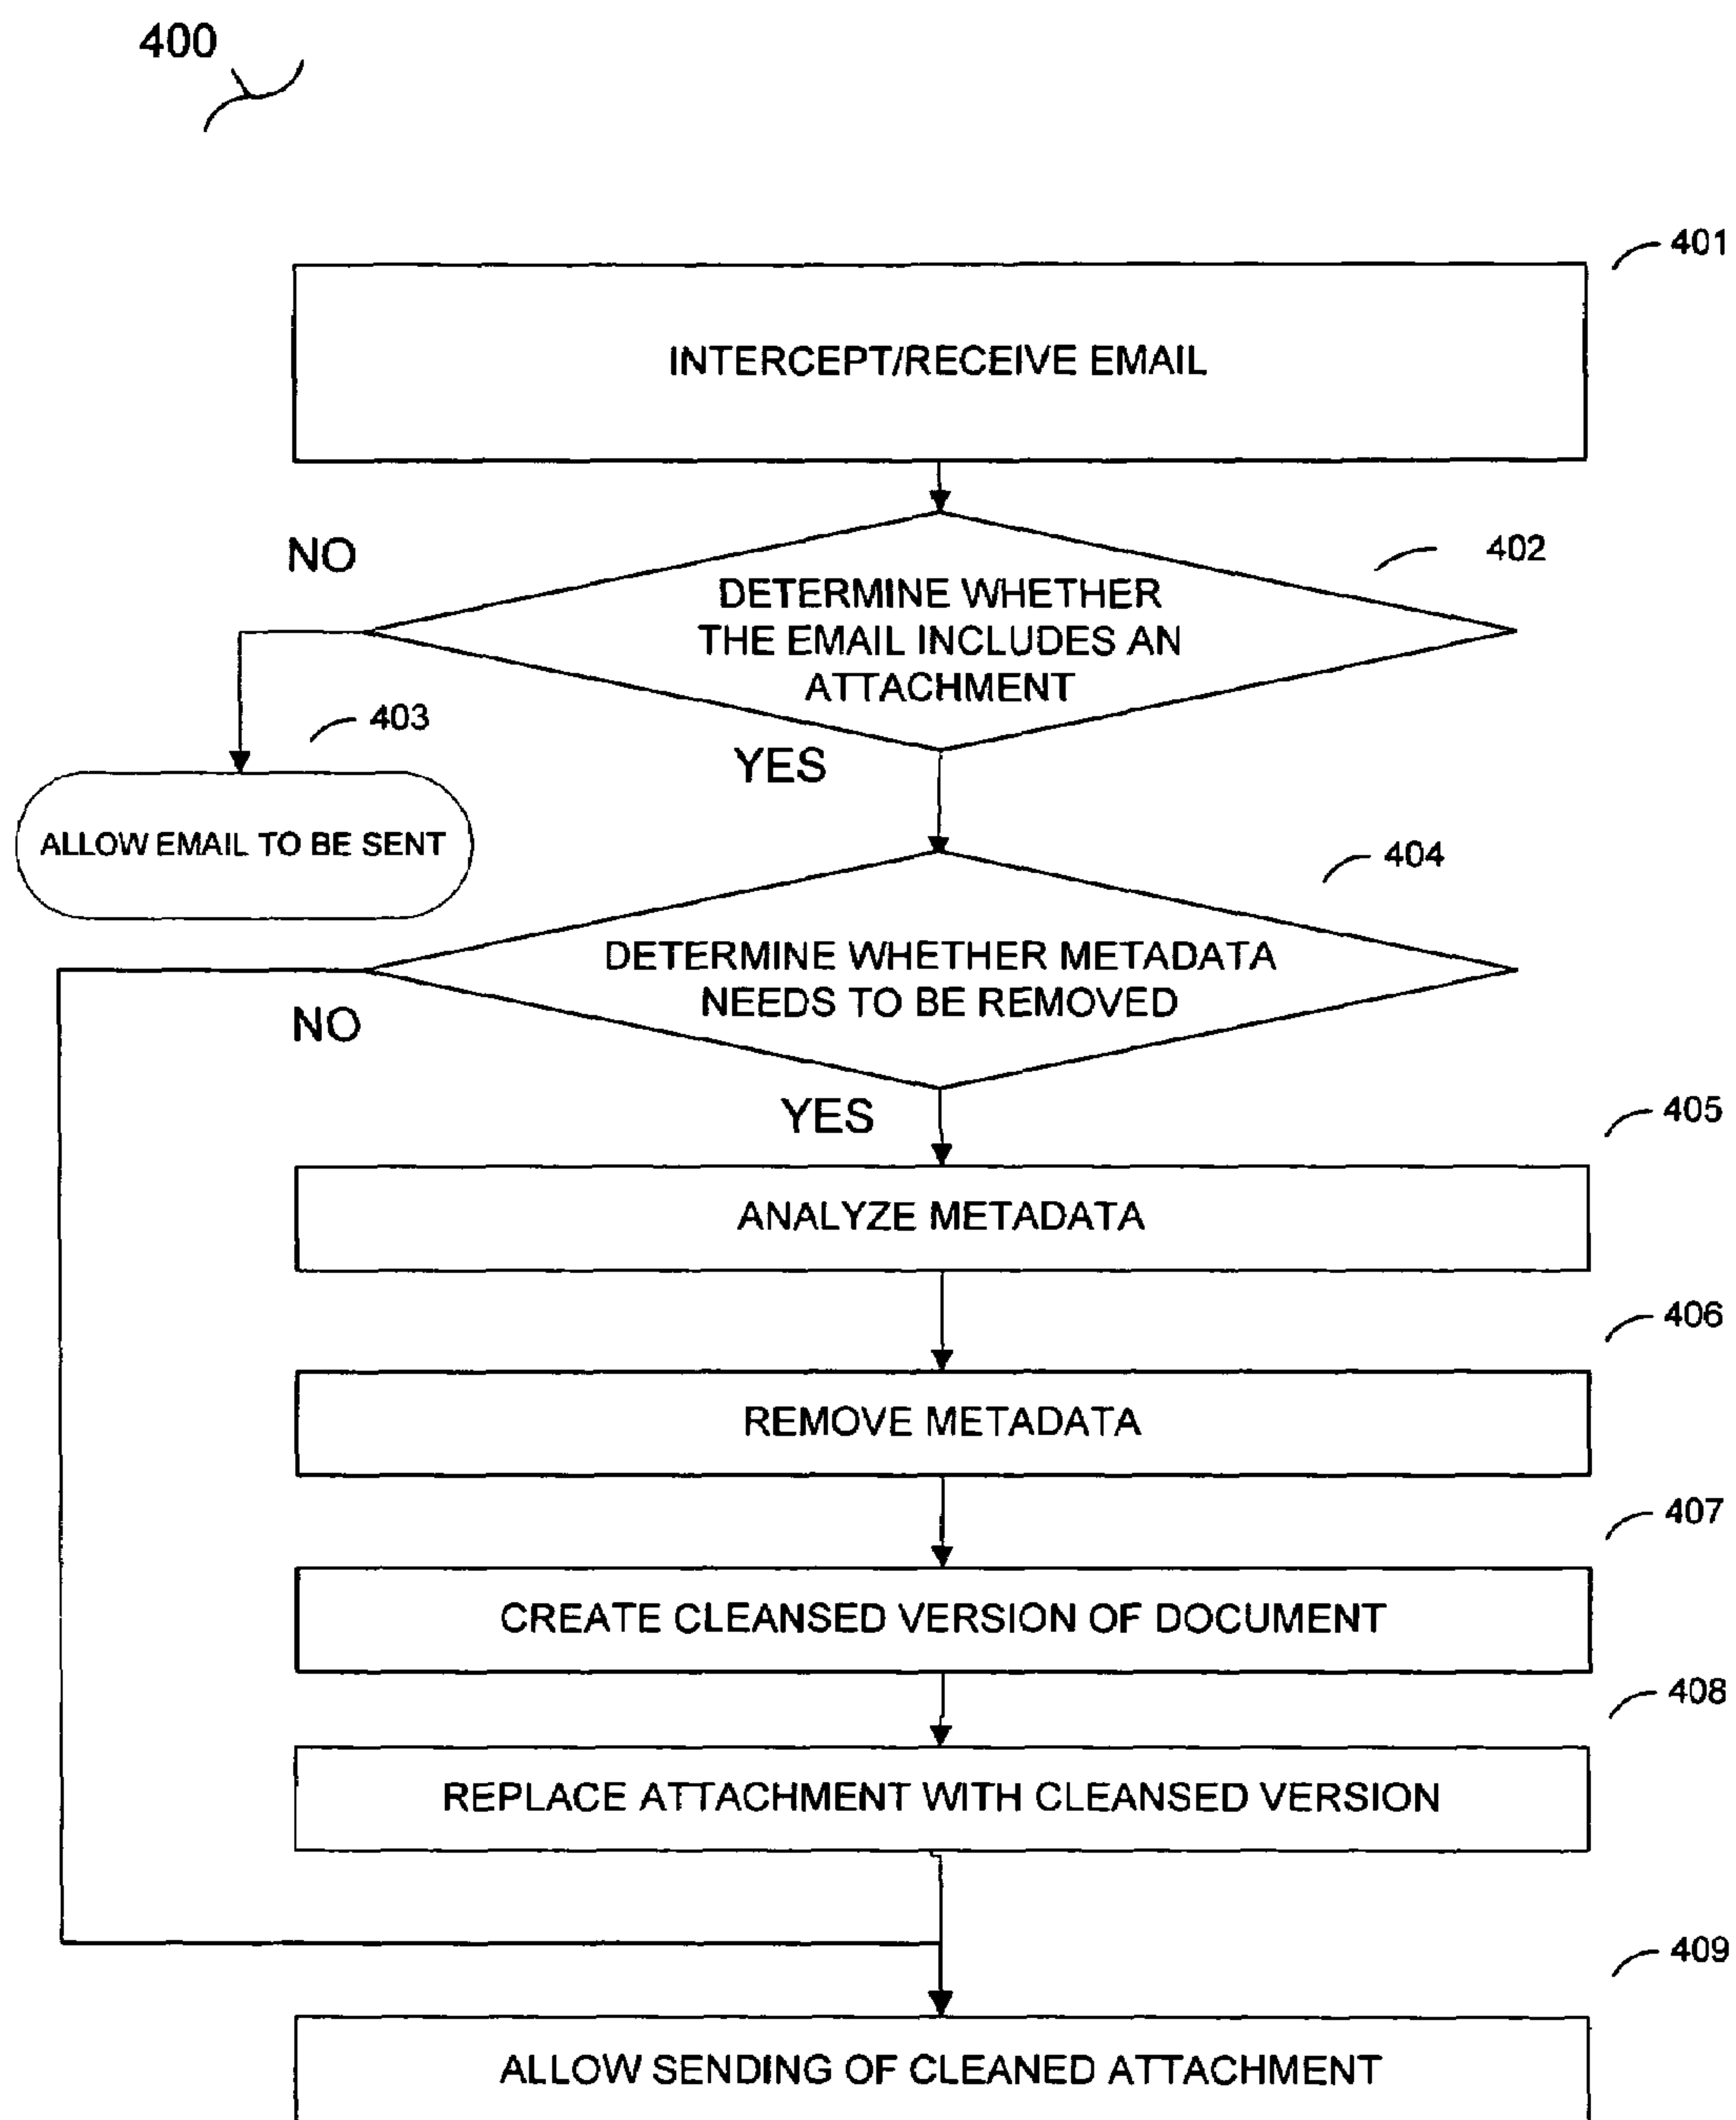 400
401
INTERCEPT/RECEIVE EMAIL
NO
402
DETERMINE WHETHER
THE EMAIL INCLUDES AN
ATTACHMENT
403
YES
ALLOW EMAIL TO BE SENT
404
DETERMINE WHETHER METADATA
NEEDS TO BE REMOVED
NO
YES
405
ANALYZE METADATA
406
REMOVE METADATA
407
CREATE CLEANSED VERSION OF DOCUMENT
408
REPLACE ATTACHMENT WITH CLEANSED VERSION
409
ALLOW SENDING OF CLEANED ATTACHMENT